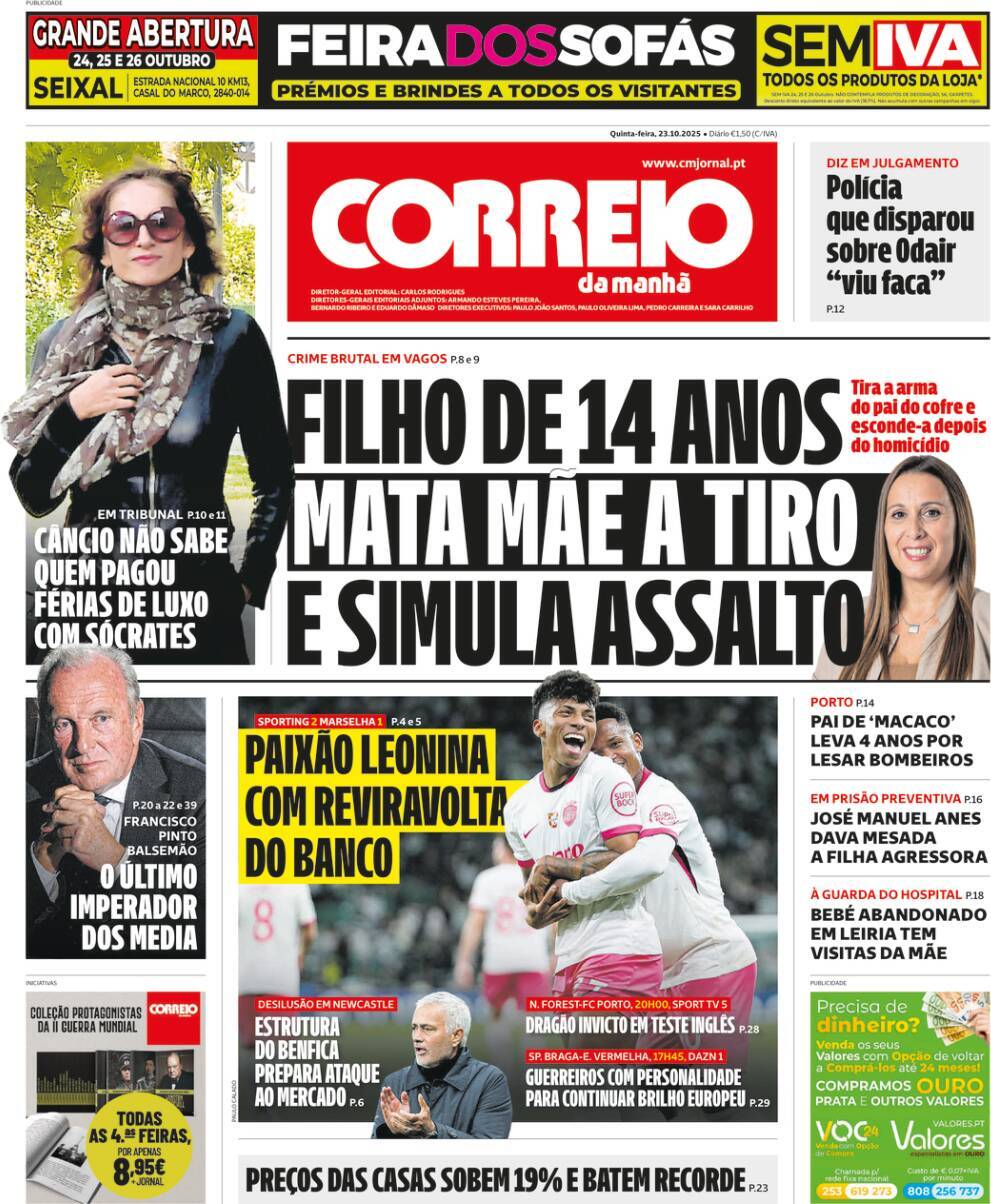 PUBLICIDADE
GRANDE ABERTURA
24, 25 E 26 OUTUBRO
SEIXAL
ESTRADA NACIONAL 10 KM13,
CASAL DO MARCO, 2840-014
FEIRA DOS SOFÁS
PRÉMIOS E BRINDES A TODOS OS VISITANTES
SEM IVA
TODOS OS PRODUTOS DA LOJA*
Quinta-feira, 23.10.2025 • Diário €1,50 (C/IVA)
www.cmjornal.pt
CORREIO
da manhã
DIRETOR-GERAL EDITORIAL: CARLOS RODRIGUES
DIRETORES-GERAIS EDITORIAIS ADJUNTOS: ARMANDO ESTEVES PEREIRA,
BERNARDO RIBEIRO E EDUARDO DÂMASO DIRETORES EXECUTIVOS: PAULO JOÃO SANTOS, PAULO OLIVEIRA LIMA, PEDRO CARREIRA E SARA CARRILHO
DIZ EM JULGAMENTO
Polícia
que disparou
sobre Odair
“viu faca”
P.12
EM TRIBUNAL P.10 e 11
CÂNCIO NÃO SABE
QUEM PAGOU
FÉRIAS DE LUXO
COM SÓCRATES
CRIME BRUTAL EM VAGOS P.8 e 9
FILHO DE 14 ANOS
MATA MÃE A TIRO
E SIMULA ASSALTO
Tira a arma
do pai do cofre e
esconde-a depois
do homicídio
P.20 a 22 e 39
FRANCISCO
PINTO
BALSEMÃO
O ÚLTIMO
IMPERADOR
DOS MEDIA
SPORTING 2 MARSELHA 1 P.4 e 5
PAIXÃO LEONINA
COM REVIRAVOLTA
DO BANCO
8
8
SUPER
BOCK
DESILUSÃO EM NEWCASTLE
ESTRUTURA
DO BENFICA
PREPARA ATAQUE
AO MERCADO P.6
N. FOREST-FC PORTO, 20H00, SPORT TV 5
DRAGÃO INVICTO EM TESTE INGLÊS P.28
SP. BRAGA-E. VERMELHA, 17H45, DAZN 1
GUERREIROS COM PERSONALIDADE
PARA CONTINUAR BRILHO EUROPEU P.29
PAULO CALADO
PORTO P.14
PAI DE ‘MACACO’
LEVA 4 ANOS POR
LESAR BOMBEIROS
EM PRISÃO PREVENTIVA P.16
JOSÉ MANUEL ANES
DAVA MESADA
A FILHA AGRESSORA
À GUARDA DO HOSPITAL P.18
BEBÉ ABANDONADO
EM LEIRIA TEM
VISITAS DA MÃE
INICIATIVAS
COLEÇÃO PROTAGONISTAS
DA II GUERRA MUNDIAL
CORREIO
TODAS
AS 4.ªS FEIRAS,
POR APENAS
8,95€
+ JORNAL
PREÇOS DAS CASAS SOBEM 19% E BATEM RECORDE P.23
PUBLICIDADE
Precisa de
dinheiro?
Venda os seus
Valores com Opção de voltar
a Comprá-los até 24 meses!
COMPRAMOS OURO
PRATA E OUTROS VALORES
VOC24
Venda com Opção
de Compra
VALORES.PT
Valores
especialistas em OURO
Chamada p/
rede fixa nacional
253 619 273
Custo de € 0,07+IVA
por minuto
808 256 737